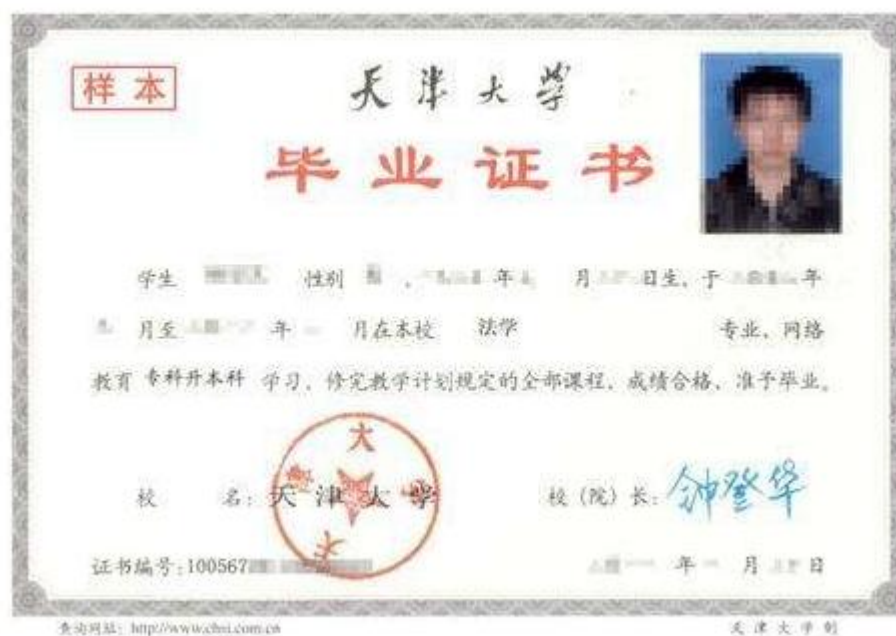 样本
天津大学
毕业证书
学生 性别 , 年 月 日生、于 年
月至 年 月在本校 法学 专业、网络
教育 专科升本科 学习、修完教学计划规定的全部课程、成绩合格、准予毕业。
天津大学
校 名: 天津大学 校(院)长: 钟登华
证书编号:100567 年 月 日
查询网站: http://www.chsi.com.cn 天津大学制